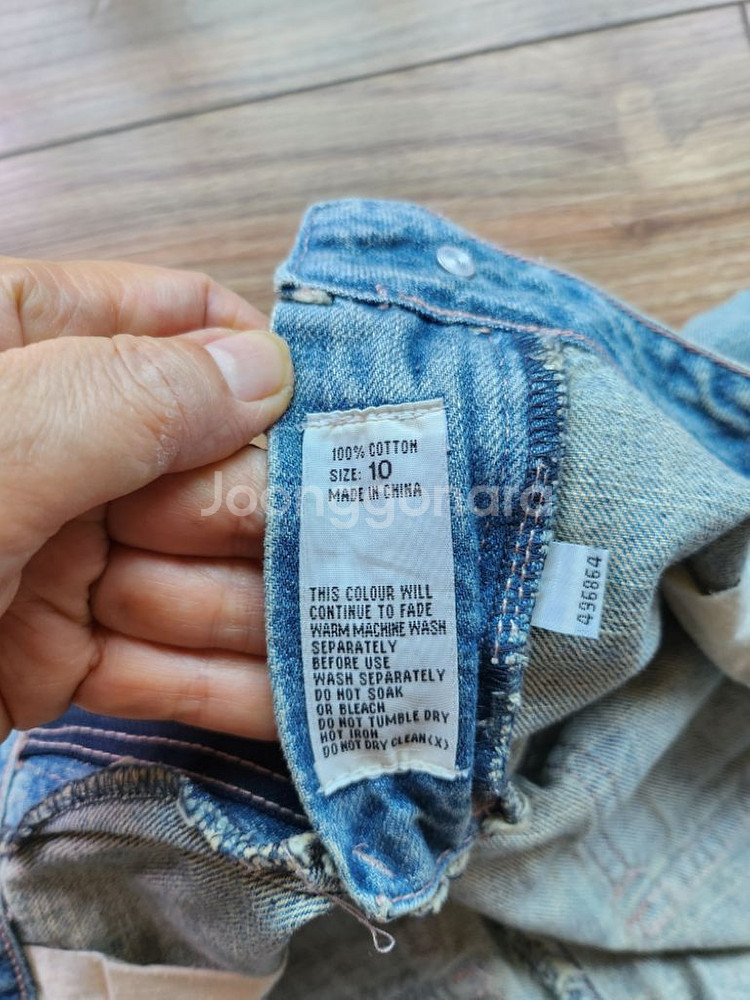 100% COTTON
SIZE: 10
MADE IN CHINA
Joonggonara
THIS COLOUR WILL
CONTINUE TO FADE
WARM MACHINE WASH
SEPARATELY
BEFORE USE
WASH SEPARATELY
DO NOT SOAK
OR BLEACH
DO NOT TUMBLE DRY
HOT IRON
DO NOT DRY CLEAN (X)
496864